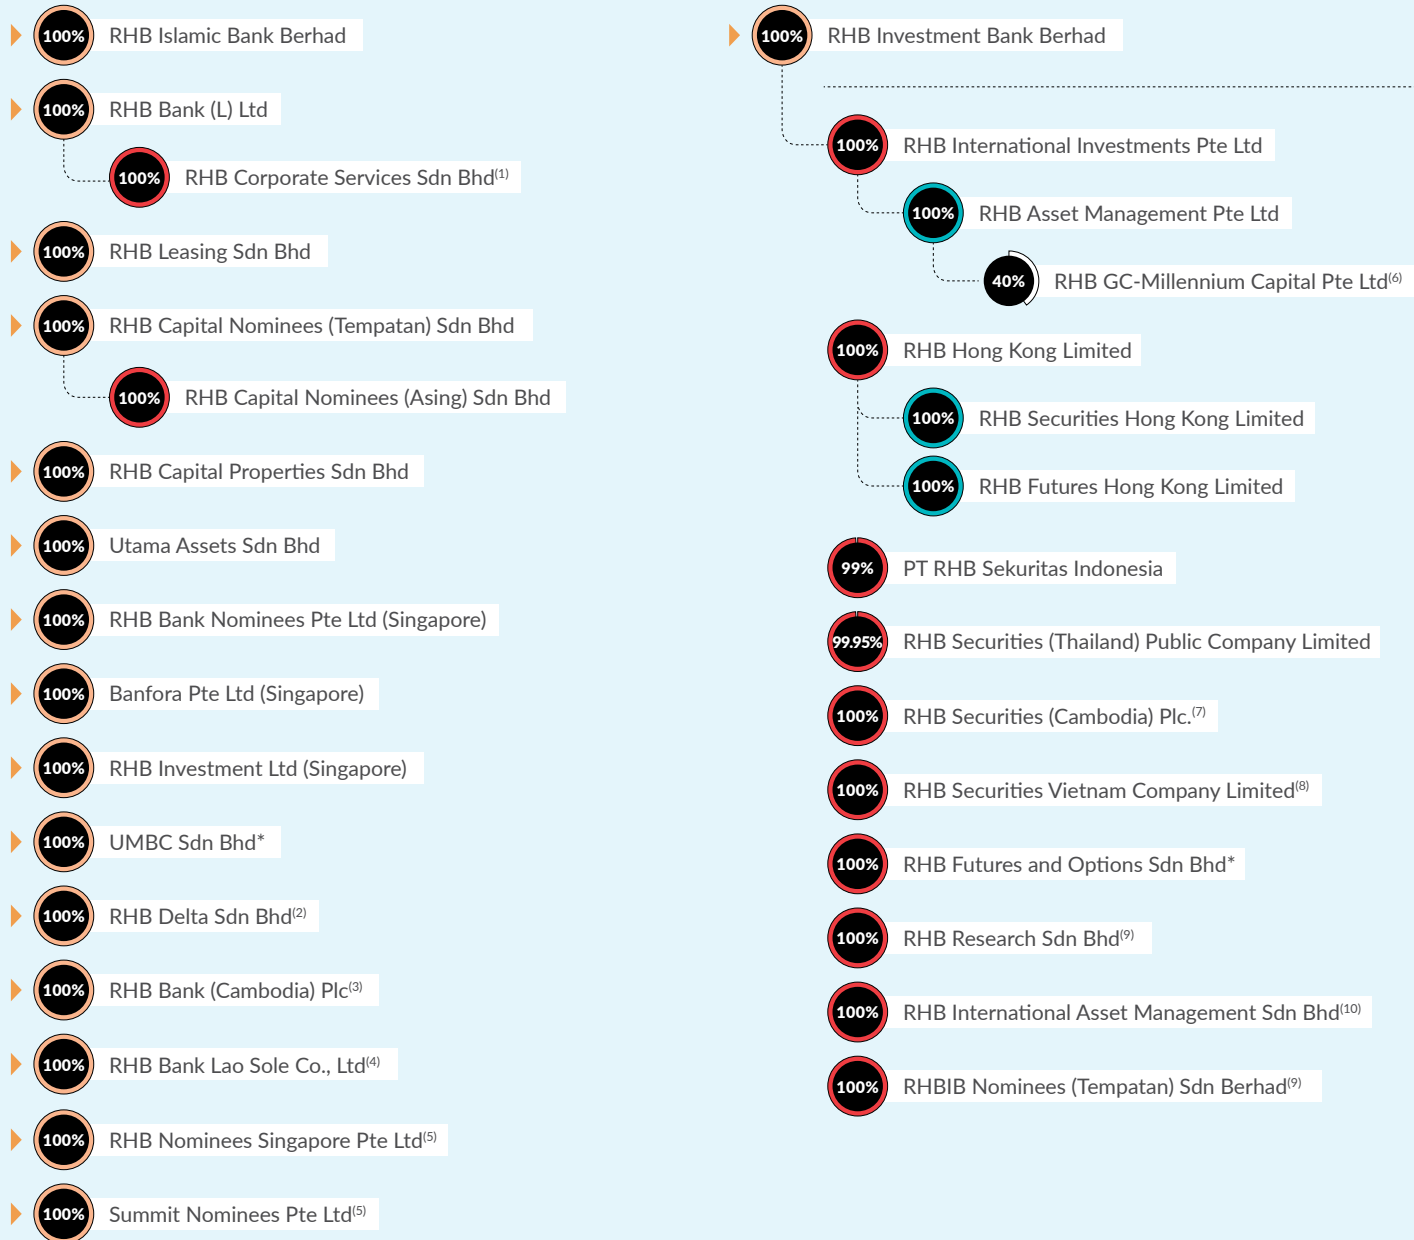 100% RHB Islamic Bank Berhad
100% RHB Bank (L) Ltd
100% RHB Corporate Services Sdn Bhd(1)
100% RHB Leasing Sdn Bhd
100% RHB Capital Nominees (Tempatan) Sdn Bhd
100% RHB Capital Nominees (Asing) Sdn Bhd
100% RHB Capital Properties Sdn Bhd
100% Utama Assets Sdn Bhd
100% RHB Bank Nominees Pte Ltd (Singapore)
100% Banfora Pte Ltd (Singapore)
100% RHB Investment Ltd (Singapore)
100% UMBC Sdn Bhd*
100% RHB Delta Sdn Bhd(2)
100% RHB Bank (Cambodia) Plc(3)
100% RHB Bank Lao Sole Co., Ltd(4)
100% RHB Nominees Singapore Pte Ltd(5)
100% Summit Nominees Pte Ltd(5)
100% RHB Investment Bank Berhad
100% RHB International Investments Pte Ltd
100% RHB Asset Management Pte Ltd
40% RHB GC-Millennium Capital Pte Ltd(6)
100% RHB Hong Kong Limited
100% RHB Securities Hong Kong Limited
100% RHB Futures Hong Kong Limited
99% PT RHB Sekuritas Indonesia
99.95% RHB Securities (Thailand) Public Company Limited
100% RHB Securities (Cambodia) Plc.(7)
100% RHB Securities Vietnam Company Limited(8)
100% RHB Futures and Options Sdn Bhd*
100% RHB Research Sdn Bhd(9)
100% RHB International Asset Management Sdn Bhd(10)
100% RHBIB Nominees (Tempatan) Sdn Berhad(9)